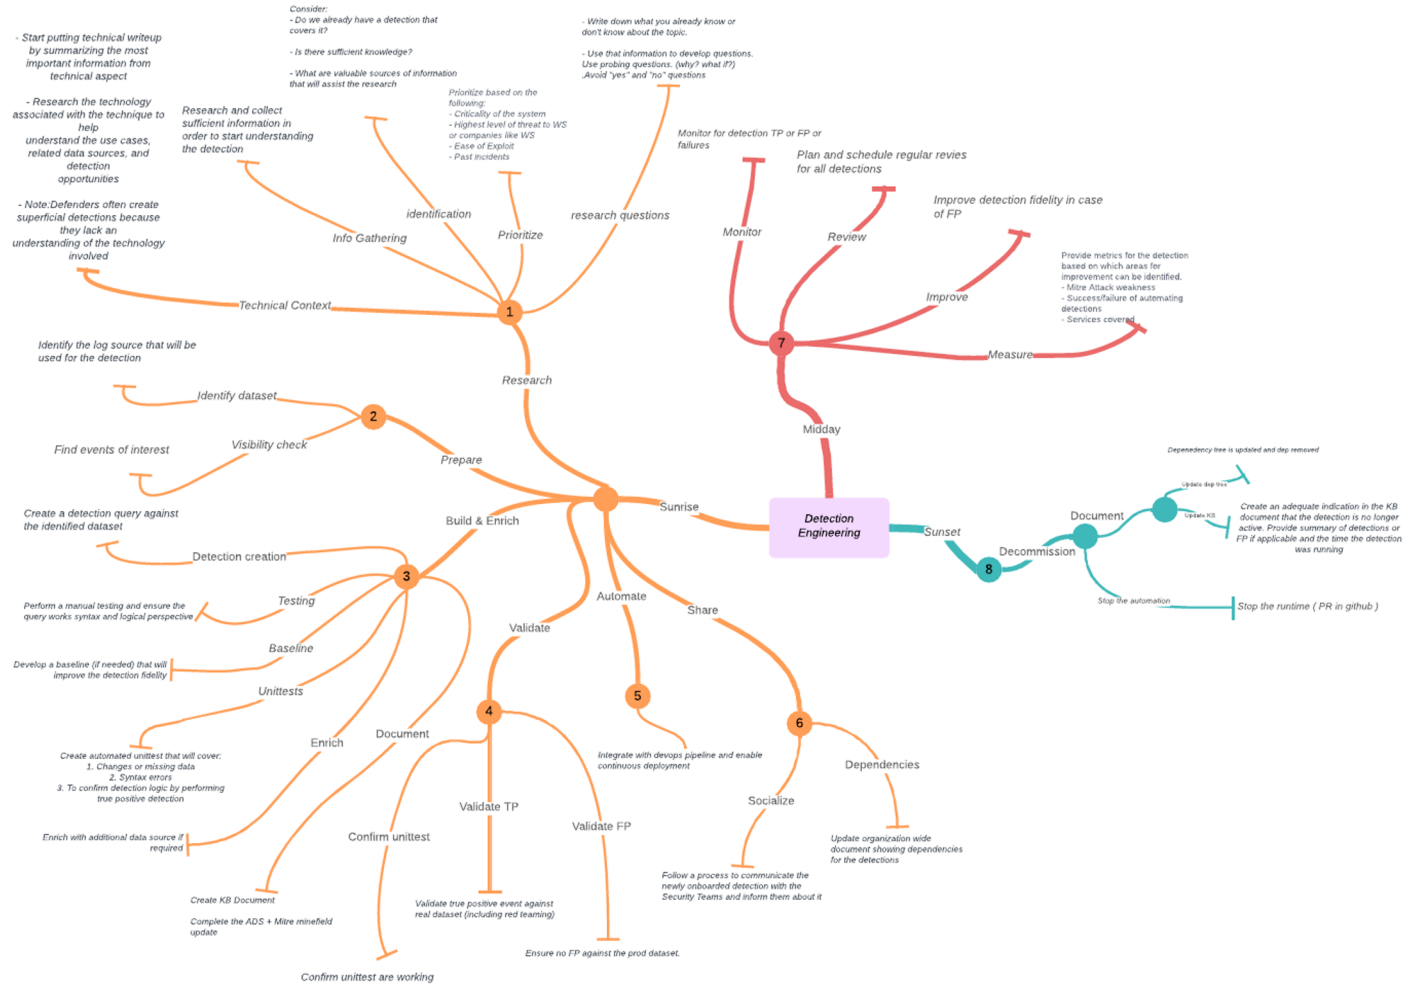 Consider:
- Do we already have a detection that
covers it?
- Is there sufficient knowledge?
- What are valuable sources of information
that will assist the research
- Write down what you already know or
don't know about the topic.
- Use that information to develop questions.
Use probing questions. (why? what if?)
.Avoid "yes" and "no" questions
- Start putting technical writeup
by summarizing the most
important information from
technical aspect
- Research the technology
associated with the technique to
help
understand the use cases,
related data sources, and
detection
opportunities
- Note:Defenders often create
superficial detections because
they lack an
understanding of the technology
involved
Research and collect
sufficient information in
order to start understanding
the detection
Prioritize based on the
following:
- Criticality of the system
- Highest level of threat to WS
or companies like WS
- Ease of Exploit
- Past incidents
identification
Info Gathering
Prioritize
research questions
Technical Context
1
Research
Monitor for detection TP or FP or
failures
Plan and schedule regular revies
for all detections
Improve detection fidelity in case
of FP
Provide metrics for the detection
based on which areas for
improvement can be identified.
- Mitre Attack weakness
- Success/failure of automating
detections
- Services covered
Monitor
Review
Improve
Measure
7
Midday
Identify the log source that will be
used for the detection
Identify dataset
2
Visibility check
Find events of interest
Prepare
Create a detection query against
the identified dataset
Build & Enrich
Sunrise
Detection
Engineering
Sunset
8
Decommission
Document
Depenedency tree is updated and dep removed
Update dep tree
Update KB
Create an adequate indication in the KB
document that the detection is no longer
active. Provide summary of detections or
FP if applicable and the time the detection
was running
Stop the automation
Stop the runtime ( PR in github )
Detection creation
3
Testing
Perform a manual testing and ensure the
query works syntax and logical perspective
Baseline
Develop a baseline (if needed) that will
improve the detection fidelity
Unittests
Create automated unittest that will cover:
1. Changes or missing data
2. Syntax errors
3. To confirm detection logic by performing
true positive detection
Enrich
Enrich with additional data source if
required
Document
Create KB Document
Complete the ADS + Mitre minefield
update
Validate
4
Confirm unittest
Confirm unittest are working
Validate TP
Validate true positive event against
real dataset (including red teaming)
Validate FP
Ensure no FP against the prod dataset.
Automate
5
Integrate with devops pipeline and enable
continuous deployment
Share
6
Socialize
Follow a process to communicate the
newly onboarded detection with the
Security Teams and inform them about it
Dependencies
Update organization wide
document showing dependencies
for the detections